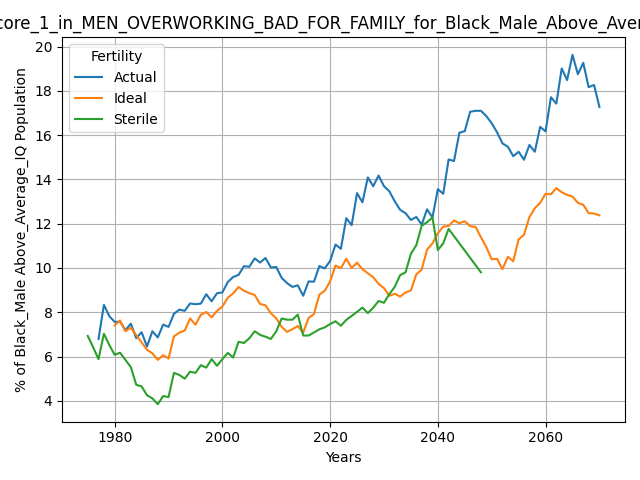 core_1_in_MEN_OVERWORKING_BAD_FOR_FAMILY_for_Black_Male_Above_Aver
Fertility
Actual
Ideal
Sterile
% of Black_Male Above_Average_IQ Population
20
18
16
14
12
10
8
6
4
1980
2000
2020
2040
2060
Years